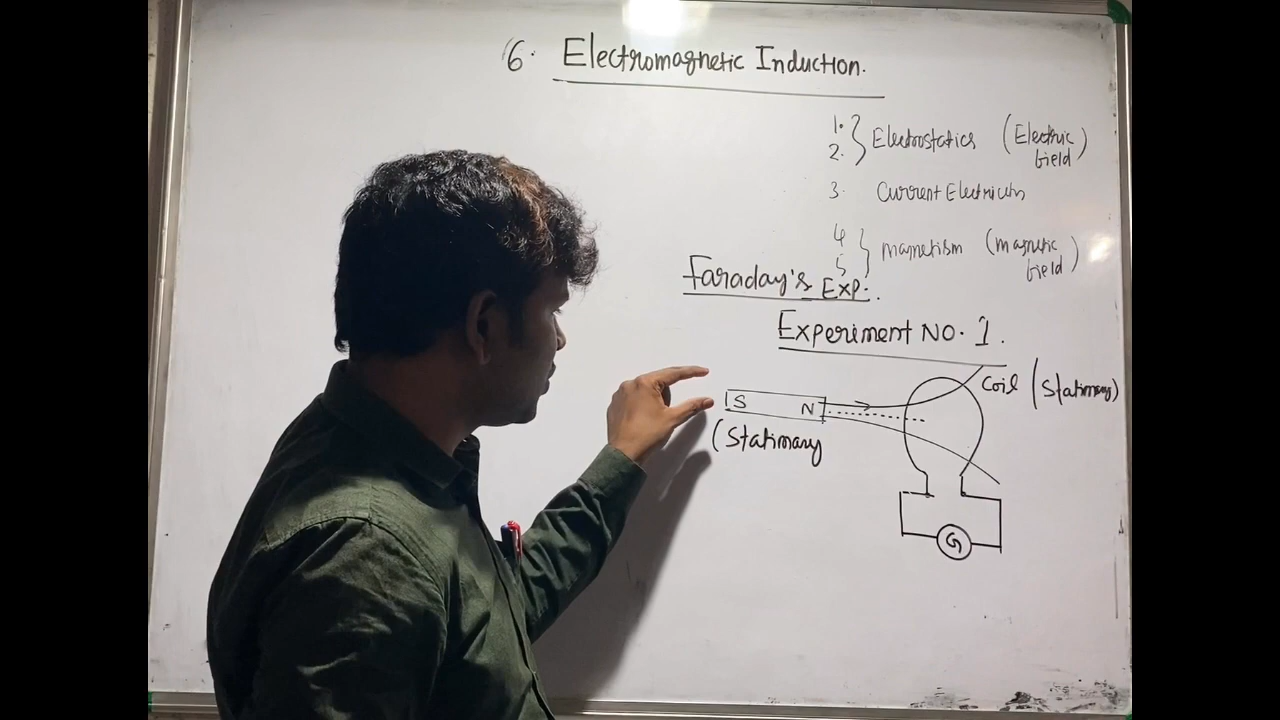 6. Electromagnetic Induction.
1.
2. } Electrostatics (Electric field)
3. Current Electricity
4
5 } magnetism (magnetic field)
Faraday's Exp:.
Experiment No. 1.
Coil (Stationary)
S N
(Stationary
G